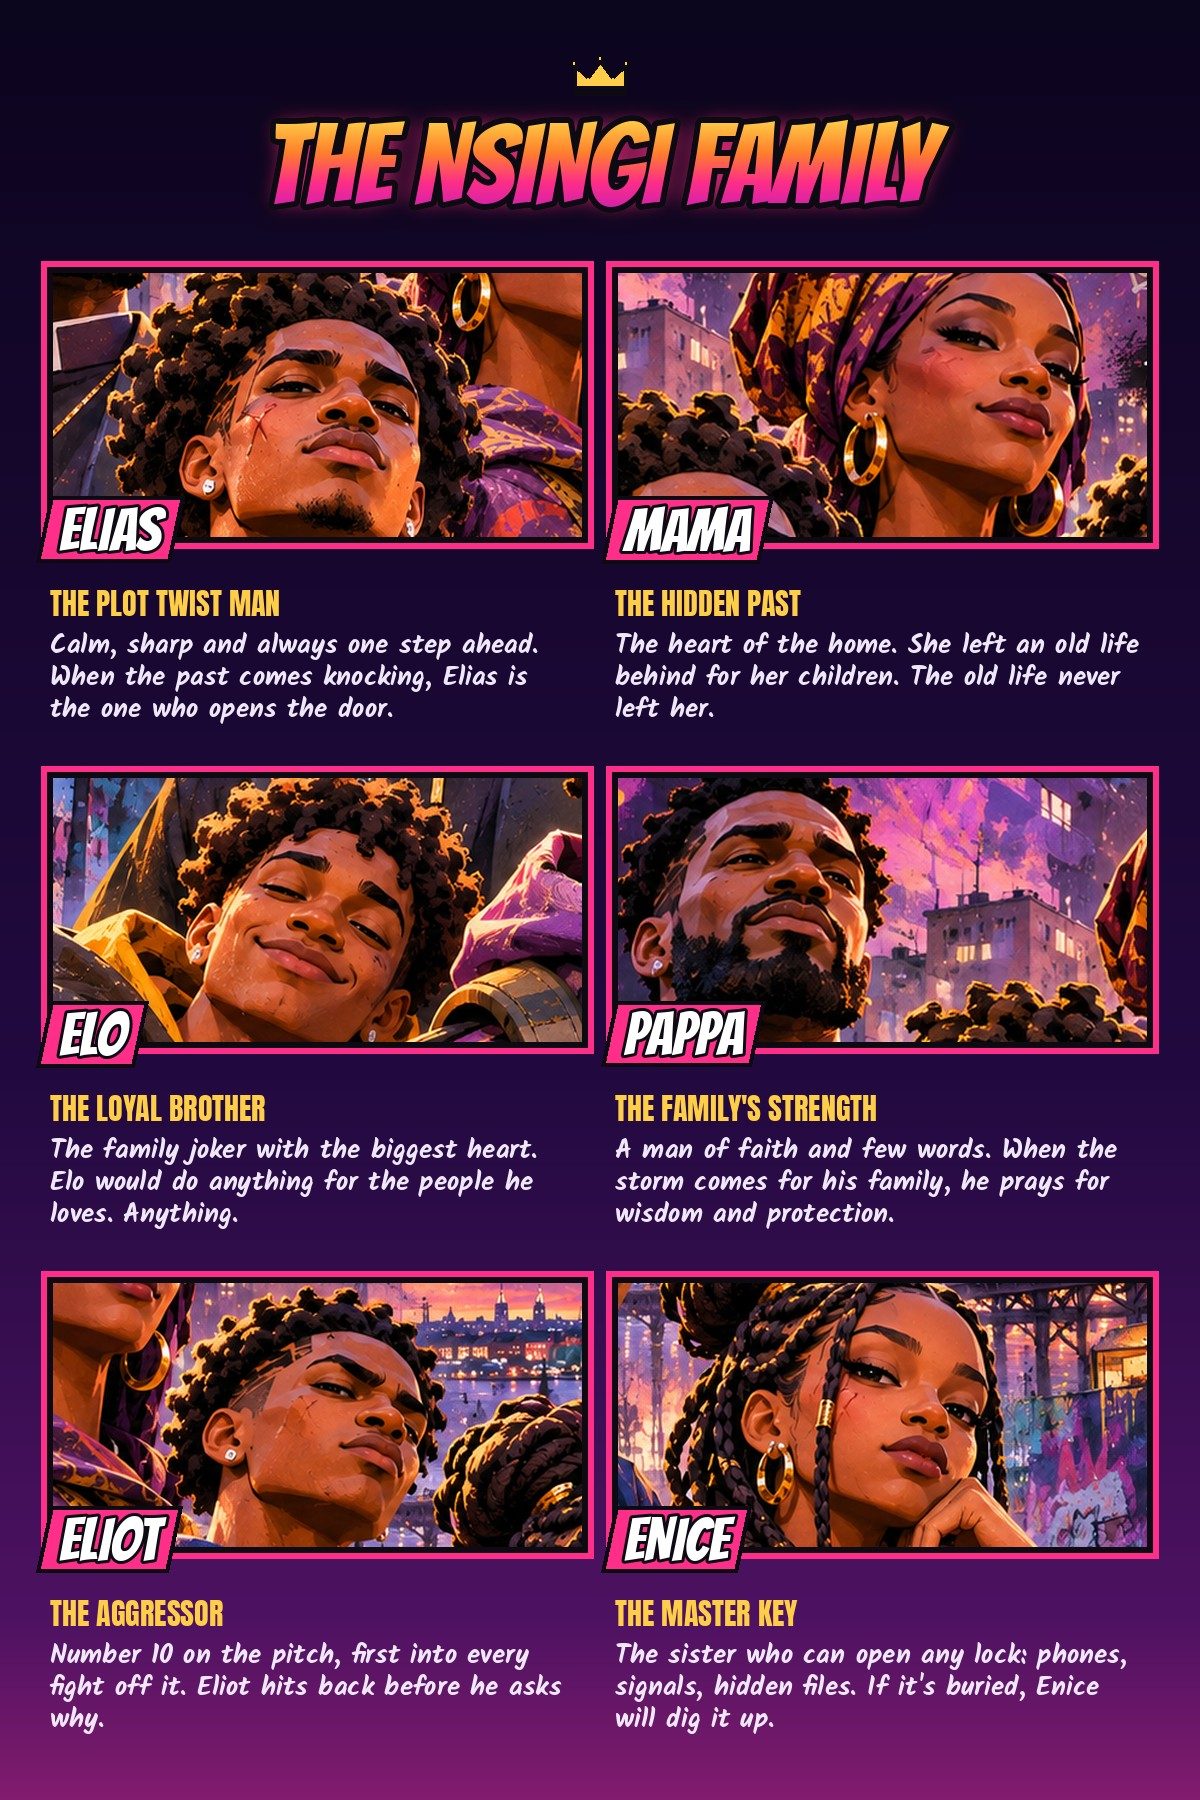 THE NSINGI FAMILY
ELIAS
THE PLOT TWIST MAN
Calm, sharp and always one step ahead.
When the past comes knocking, Elias is
the one who opens the door.
MAMA
THE HIDDEN PAST
The heart of the home. She left an old life
behind for her children. The old life never
left her.
ELO
THE LOYAL BROTHER
The family joker with the biggest heart.
Elo would do anything for the people he
loves. Anything.
PAPPA
THE FAMILY'S STRENGTH
A man of faith and few words. When the
storm comes for his family, he prays for
wisdom and protection.
ELIOT
THE AGGRESSOR
Number 10 on the pitch, first into every
fight off it. Eliot hits back before he asks
why.
ENICE
THE MASTER KEY
The sister who can open any lock: phones,
signals, hidden files. If it's buried, Enice
will dig it up.